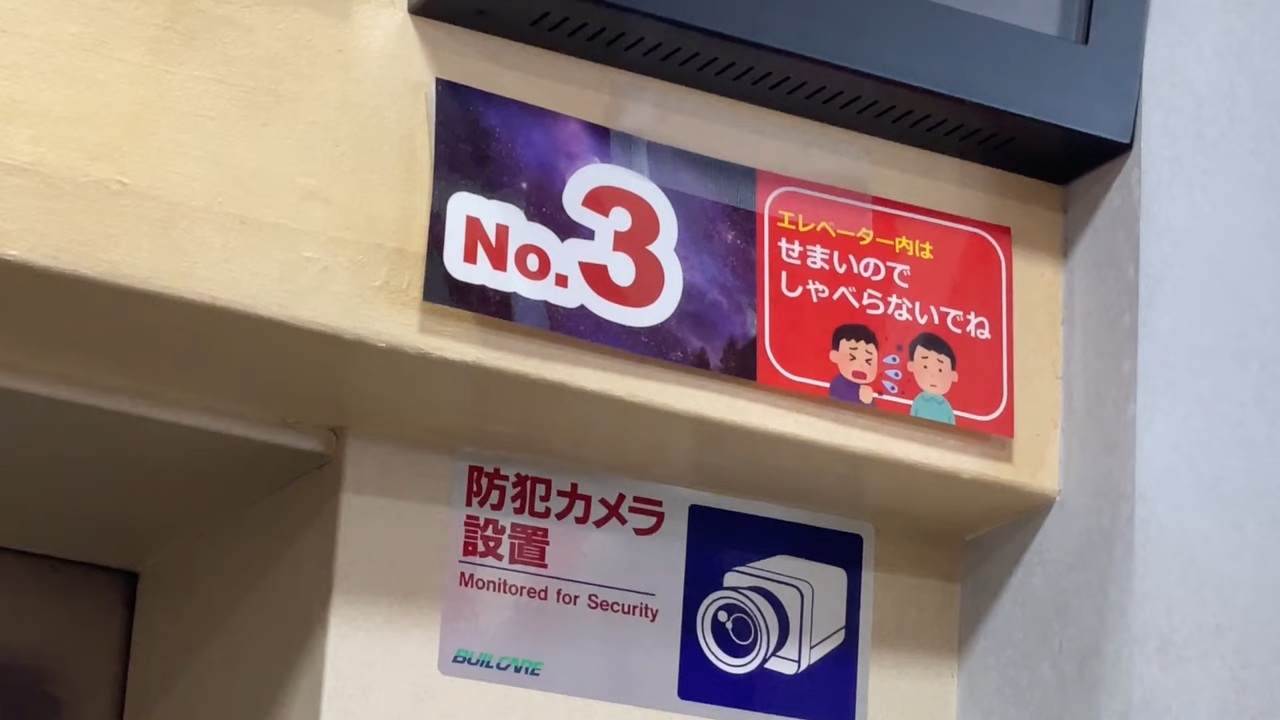 No.3
エレベーター内は
せまいので
しゃべらないでね
防犯カメラ
設置
Monitored for Security
BUILCARE